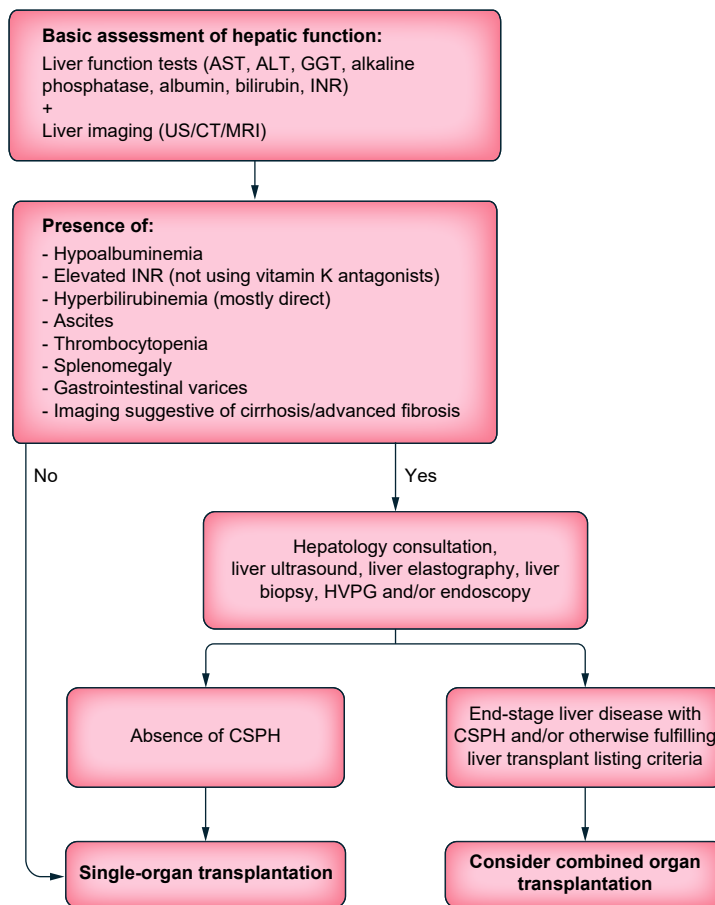 Basic assessment of hepatic function:
Liver function tests (AST, ALT, GGT, alkaline
phosphatase, albumin, bilirubin, INR)
+
Liver imaging (US/CT/MRI)
Presence of:
- Hypoalbuminemia
- Elevated INR (not using vitamin K antagonists)
- Hyperbilirubinemia (mostly direct)
- Ascites
- Thrombocytopenia
- Splenomegaly
- Gastrointestinal varices
- Imaging suggestive of cirrhosis/advanced fibrosis
No
Yes
Hepatology consultation,
liver ultrasound, liver elastography, liver
biopsy, HVPG and/or endoscopy
Absence of CSPH
End-stage liver disease with
CSPH and/or otherwise fulfilling
liver transplant listing criteria
Single-organ transplantation
Consider combined organ
transplantation